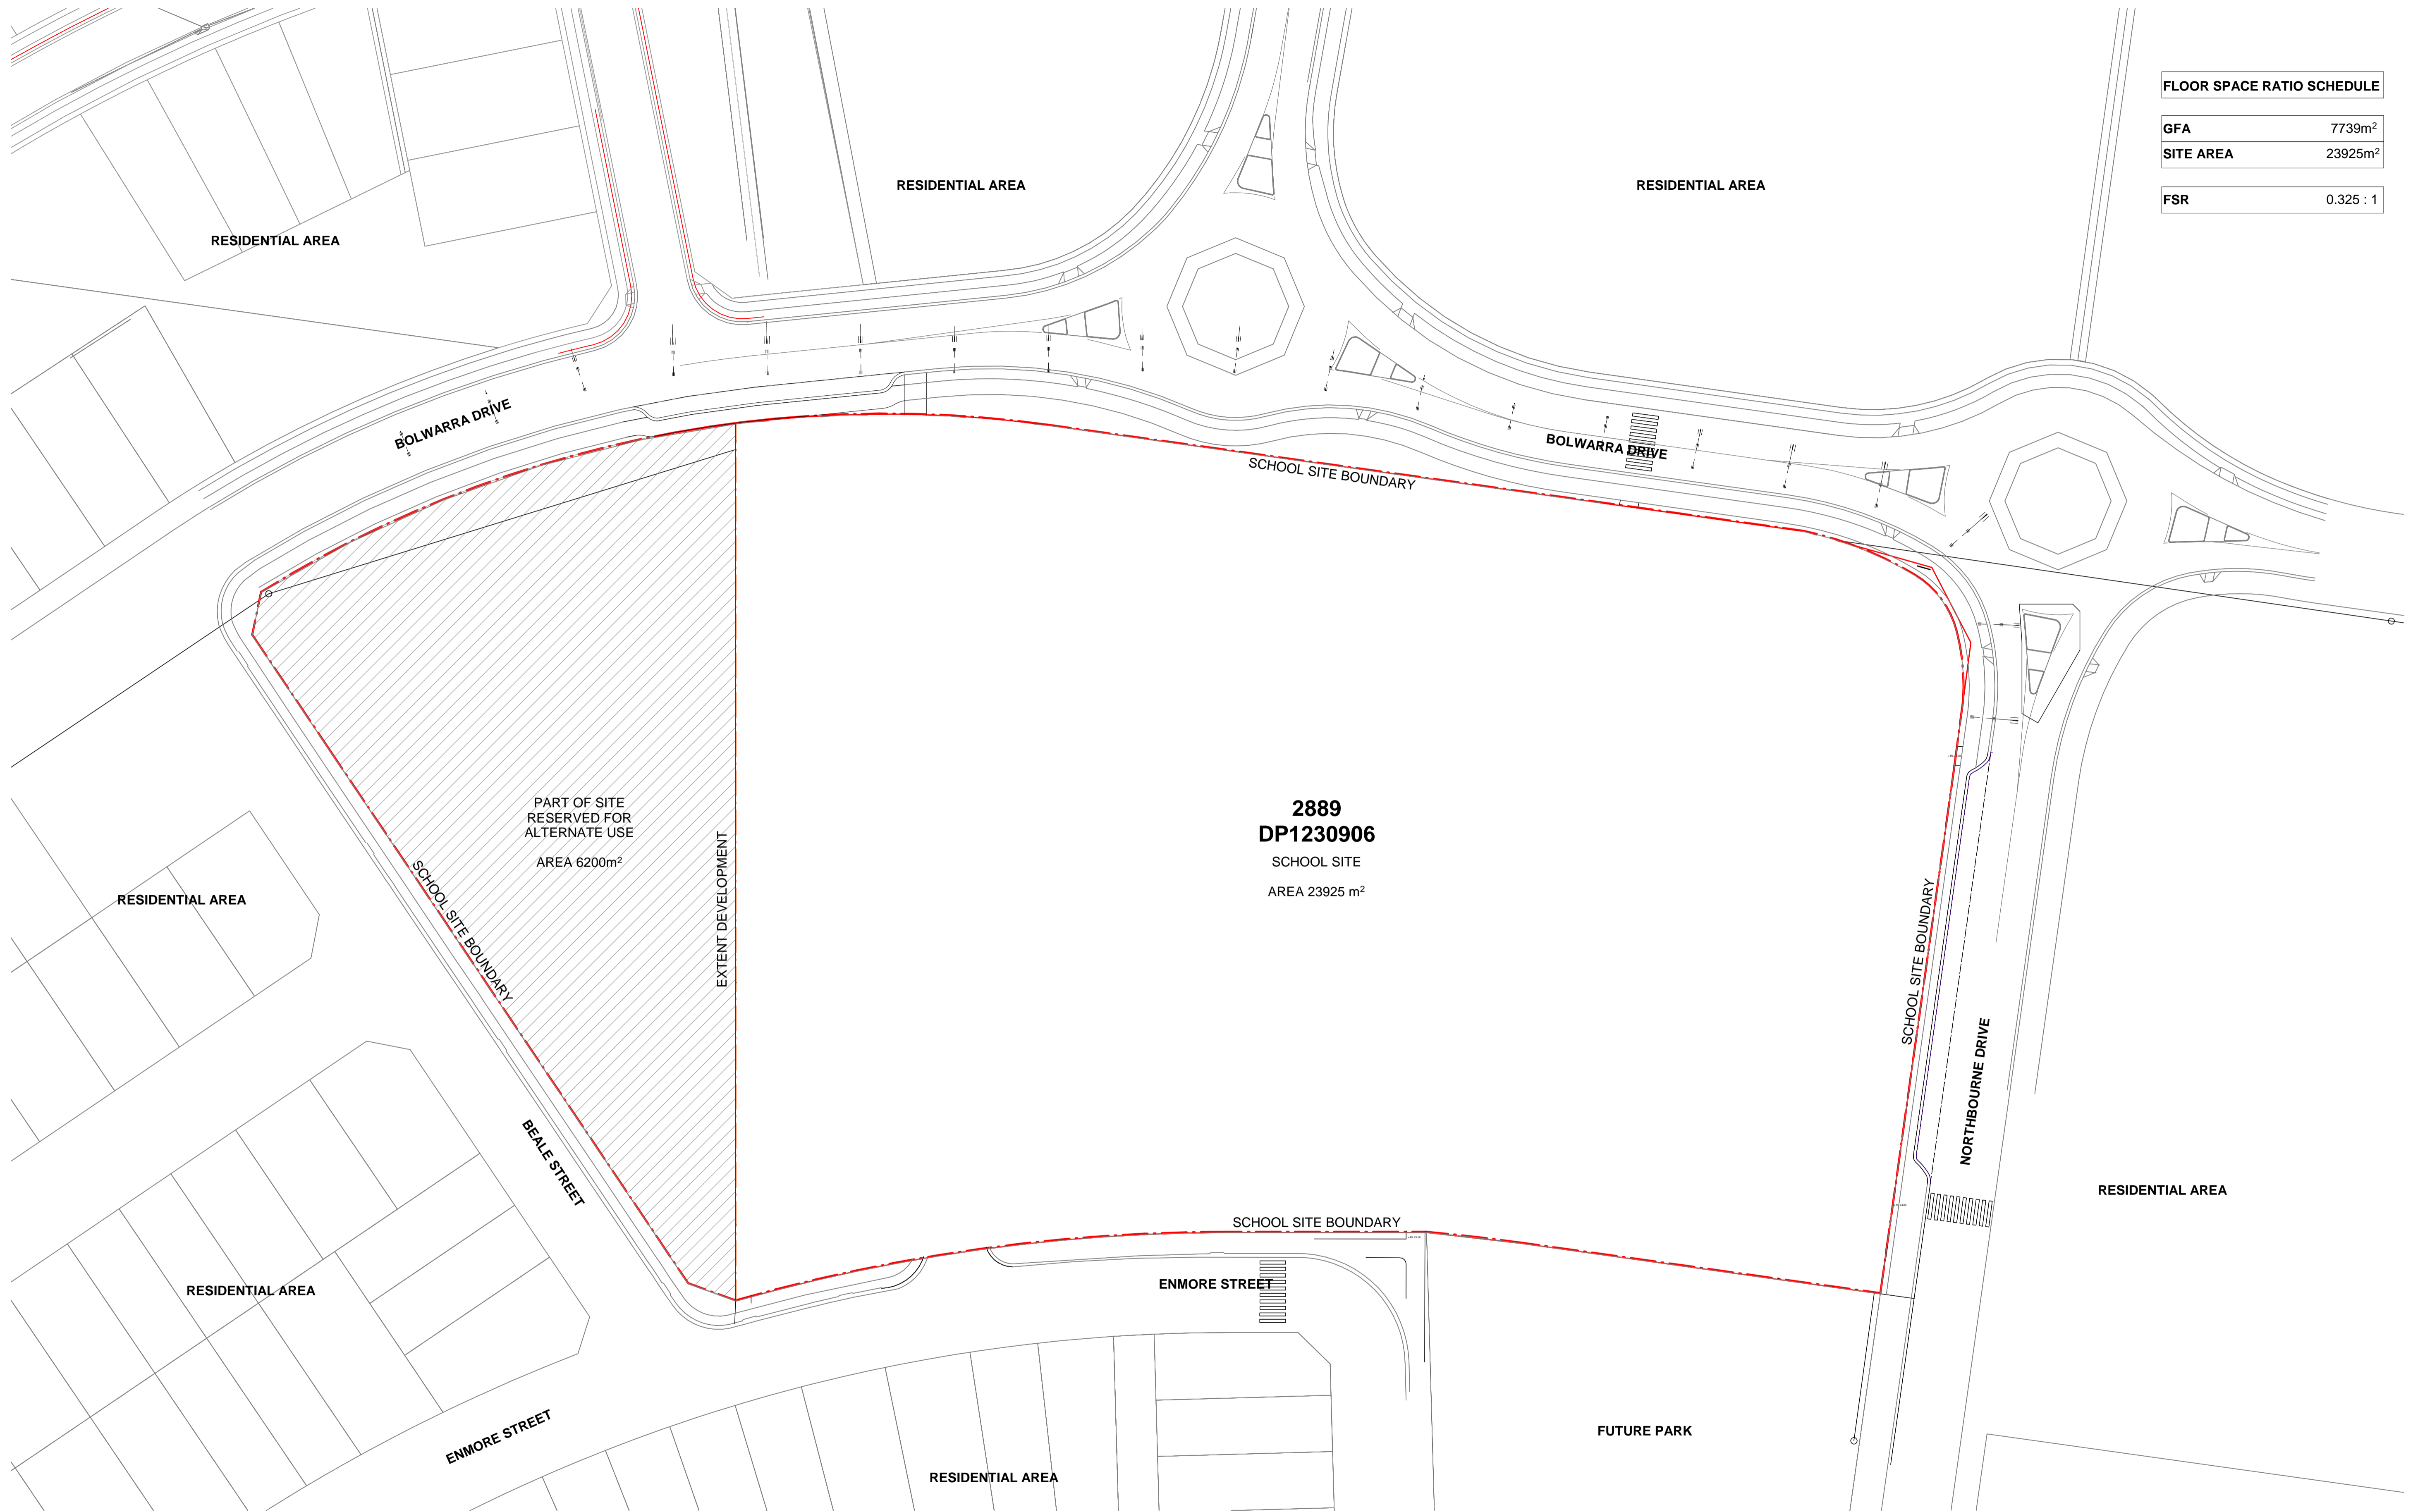 FLOOR SPACE RATIO SCHEDULE
GFA 7739m²
SITE AREA 23925m²
FSR 0.325 : 1
RESIDENTIAL AREA
RESIDENTIAL AREA
RESIDENTIAL AREA
BOLWARRA DRIVE
BOLWARRA DRIVE
SCHOOL SITE BOUNDARY
PART OF SITE
RESERVED FOR
ALTERNATE USE
AREA 6200m²
EXTENT DEVELOPMENT
2889
DP1230906
SCHOOL SITE
AREA 23925 m²
SCHOOL SITE BOUNDARY
SCHOOL SITE BOUNDARY
RESIDENTIAL AREA
NORTHBOURNE DRIVE
BEALE STREET
RESIDENTIAL AREA
SCHOOL SITE BOUNDARY
ENMORE STREET
RESIDENTIAL AREA
ENMORE STREET
FUTURE PARK
RESIDENTIAL AREA